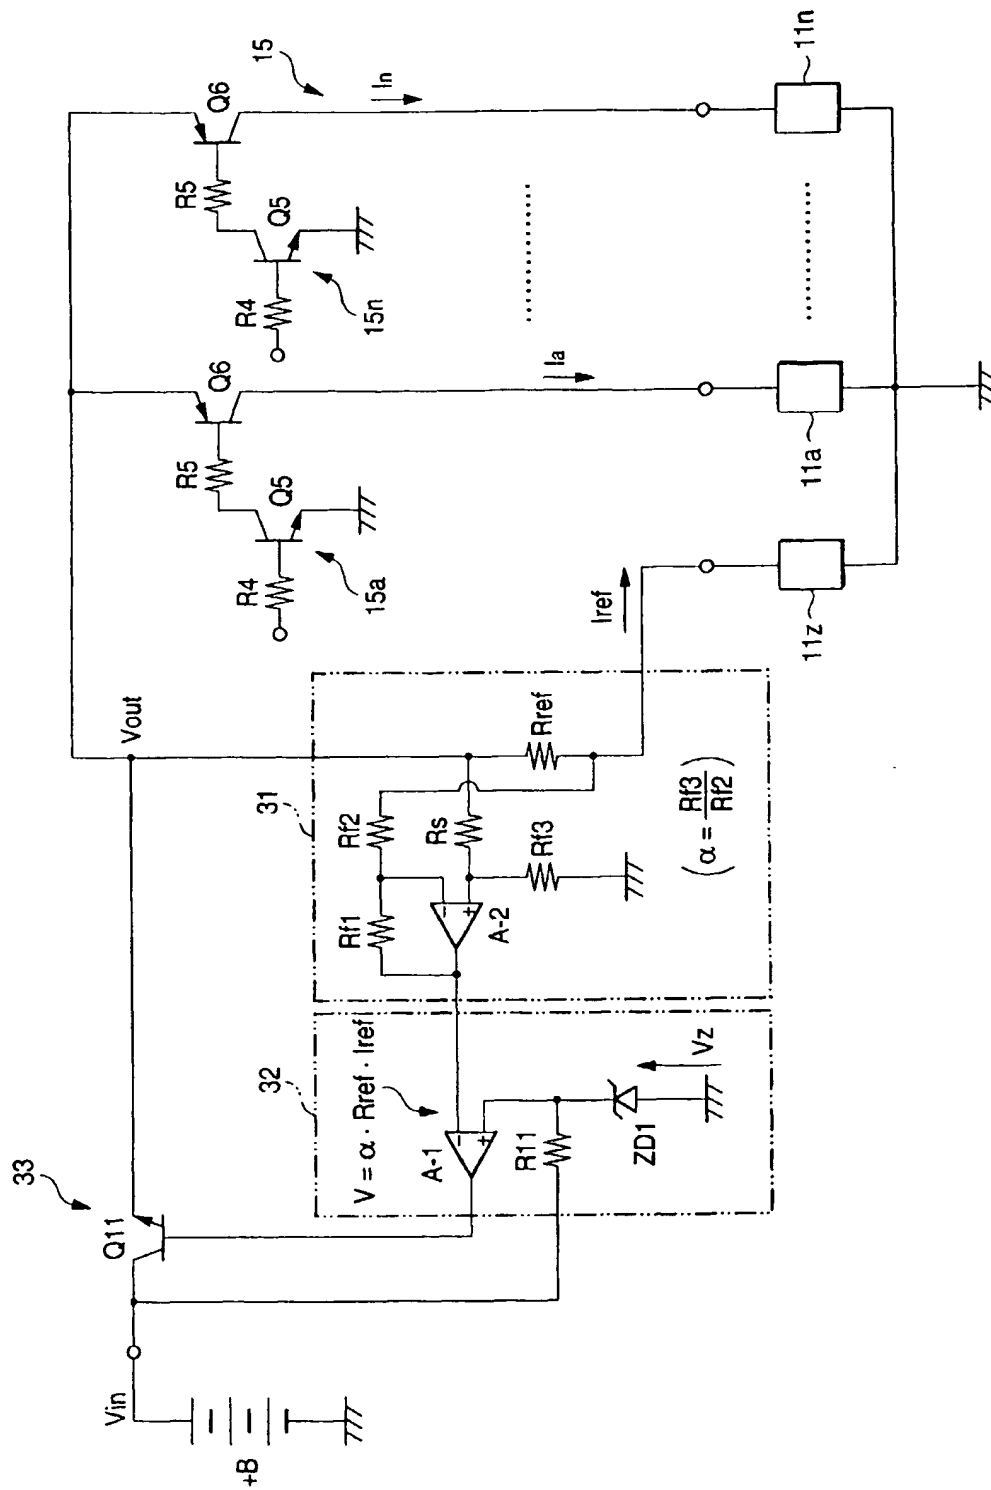 33
Vin
+B
Q11
Vout
32
V = α · Rref · Iref
A-1
R11
ZD1
Vz
31
Rf1
Rf2
A-2
Rs
Rf3
Rref
( α = Rf3
Rf2 )
Iref
R4
Q5
15a
R5
Q6
Ia
R4
Q5
15n
R5
Q6
15
In
11z
11a
11n